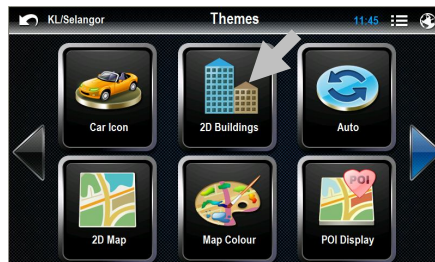 KL/Selangor Themes 11:45
Car Icon 2D Buildings Auto
POI
2D Map Map Colour POI Display